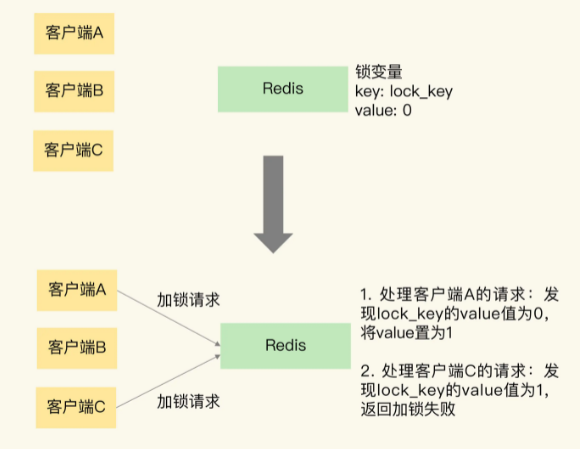 客户端A
客户端B
客户端C
Redis
锁变量
key: lock_key
value: 0
客户端A
客户端B
客户端C
加锁请求
加锁请求
Redis
1. 处理客户端A的请求：发
现lock_key的value值为0，
将value置为1
2. 处理客户端C的请求：发
现lock_key的value值为1，
返回加锁失败